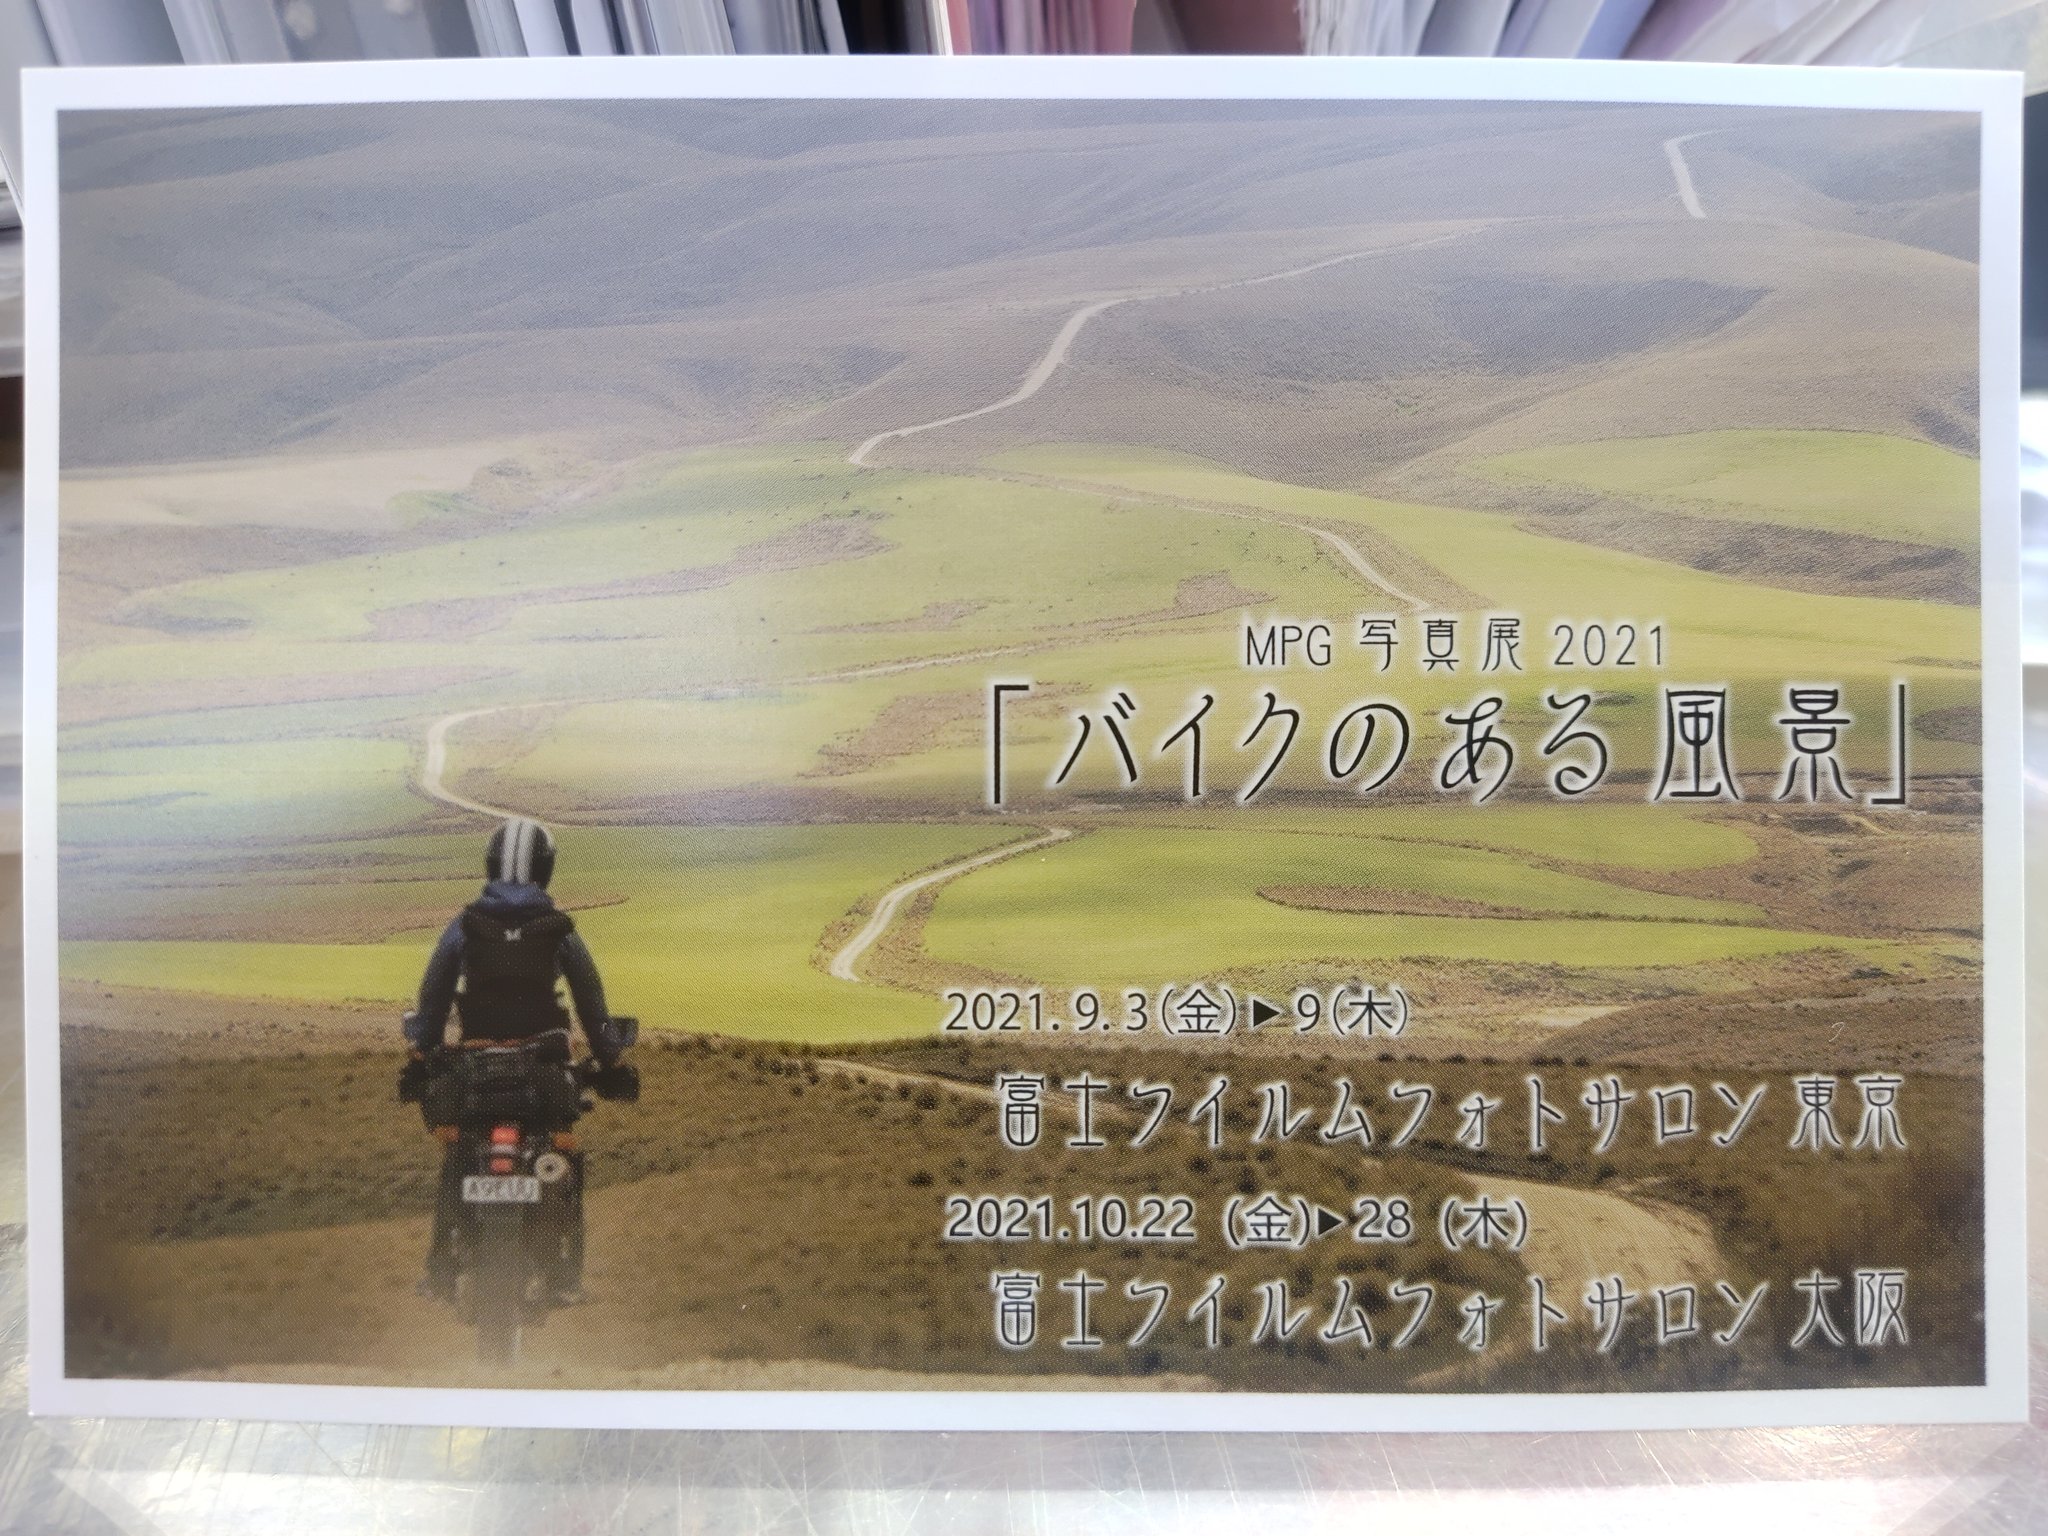 MPG 写真展 2021
「バイクのある風景」
2021.9.3(金)▶9(木)
富士フイルムフォトサロン 東京
2021.10.22 (金)▶28 (木)
富士フイルムフォトサロン 大阪